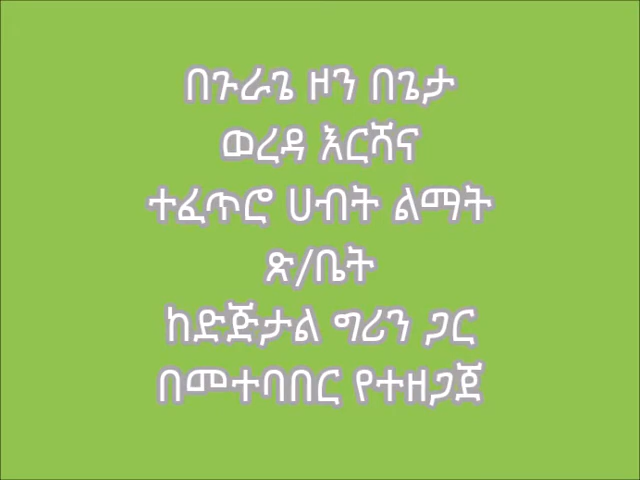 በጉራጌ ዞን በጌታ
ወረዳ እርሻና
ተፈጥሮ ሀብት ልማት
ጽ/ቤት
ከድጅታል ግሪን ጋር
በመተባበር የተዘጋጀ